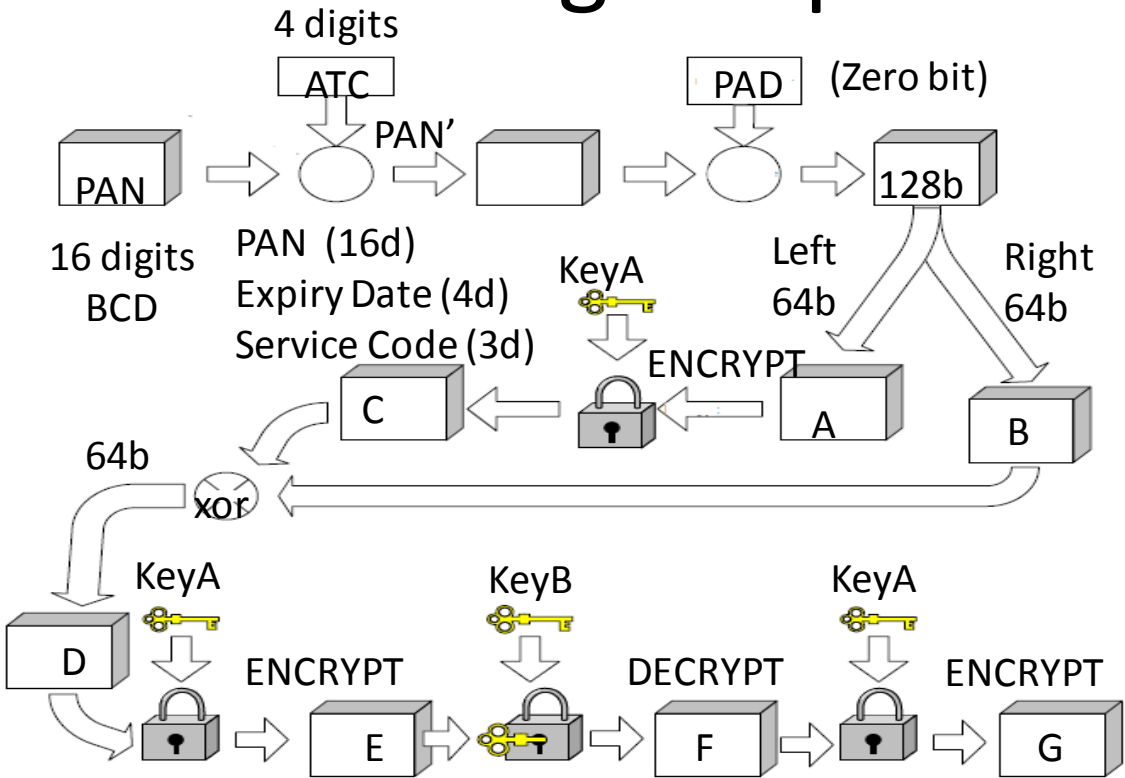 4 digits
ATC
PAD
(Zero bit)
PAN’
PAN
128b
16 digits
BCD
PAN (16d)
Expiry Date (4d)
Service Code (3d)
KeyA
Left
64b
Right
64b
ENCRYPT
C
A
B
64b
xor
KeyA
KeyB
KeyA
D
ENCRYPT
DECRYPT
ENCRYPT
E
F
G